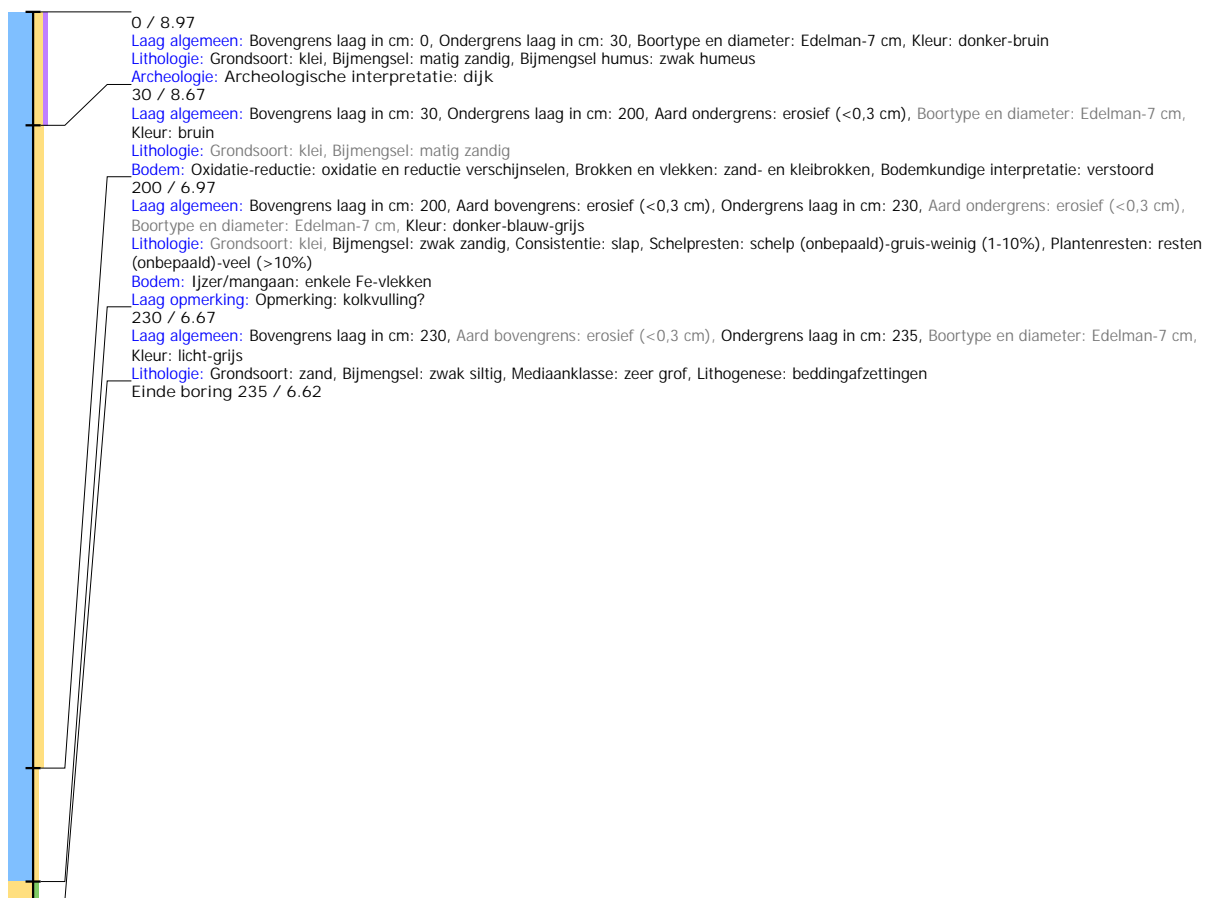 0 / 8.97
Laag algemeen: Bovengrens laag in cm: 0, Ondergrens laag in cm: 30, Boortype en diameter: Edelman-7 cm, Kleur: donker-bruin
Lithologie: Grondsoort: klei, Bijmengsel: matig zandig, Bijmengsel humus: zwak humeus
Archeologie: Archeologische interpretatie: dijk
30 / 8.67
Laag algemeen: Bovengrens laag in cm: 30, Ondergrens laag in cm: 200, Aard ondergrens: erosief (<0,3 cm), Boortype en diameter: Edelman-7 cm,
Kleur: bruin
Lithologie: Grondsoort: klei, Bijmengsel: matig zandig
Bodem: Oxidatie-reductie: oxidatie en reductie verschijnselen, Brokken en vlekken: zand- en kleibrokken, Bodemkundige interpretatie: verstoord
200 / 6.97
Laag algemeen: Bovengrens laag in cm: 200, Aard bovengrens: erosief (<0,3 cm), Ondergrens laag in cm: 230, Aard ondergrens: erosief (<0,3 cm),
Boortype en diameter: Edelman-7 cm, Kleur: donker-blauw-grijs
Lithologie: Grondsoort: klei, Bijmengsel: zwak zandig, Consistentie: slap, Schelpresten: schelp (onbepaald)-gruis-weinig (1-10%), Plantenresten: resten
(onbepaald)-veel (>10%)
Bodem: Ijzer/mangaan: enkele Fe-vlekken
Laag opmerking: Opmerking: kolkvulling?
230 / 6.67
Laag algemeen: Bovengrens laag in cm: 230, Aard bovengrens: erosief (<0,3 cm), Ondergrens laag in cm: 235, Boortype en diameter: Edelman-7 cm,
Kleur: licht-grijs
Lithologie: Grondsoort: zand, Bijmengsel: zwak siltig, Mediaanklasse: zeer grof, Lithogenese: beddingafzettingen
Einde boring 235 / 6.62